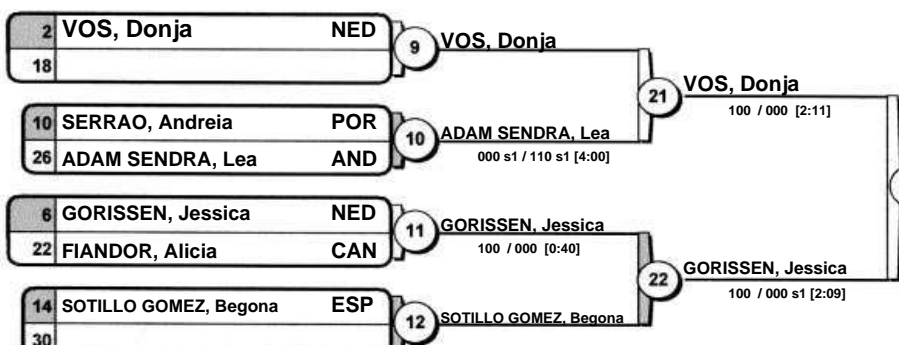 2 VOS, Donja NED
18
9 VOS, Donja
21 VOS, Donja
100 / 000 [2:11]
10 SERRAO, Andreia POR
26 ADAM SENDRA, Lea AND
10 ADAM SENDRA, Lea
000 s1 / 110 s1 [4:00]
6 GORISSEN, Jessica NED
22 FIANDOR, Alicia CAN
11 GORISSEN, Jessica
100 / 000 [0:40]
22 GORISSEN, Jessica
100 / 000 s1 [2:09]
14 SOTILLO GOMEZ, Begona ESP
30
12 SOTILLO GOMEZ, Begona